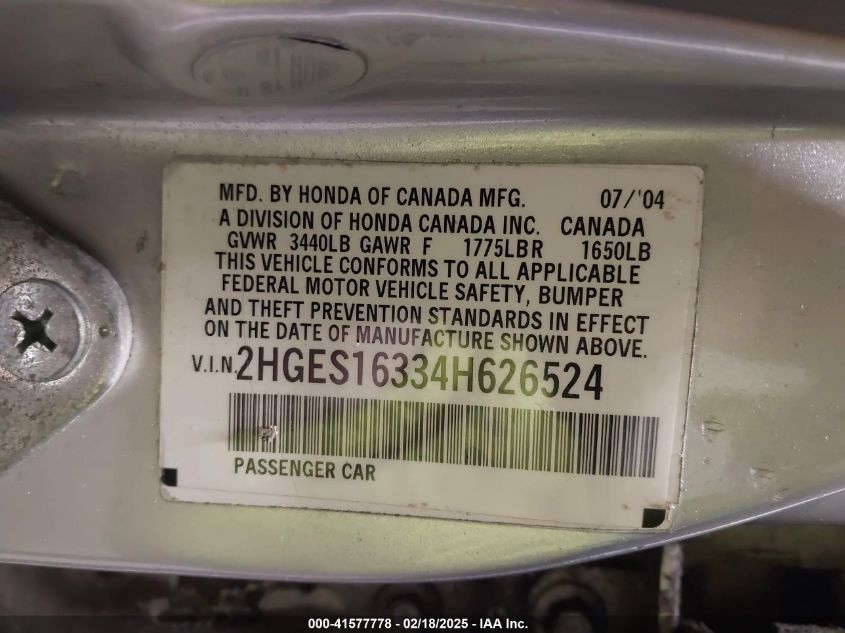 MFD. BY HONDA OF CANADA MFG. 07/'04
A DIVISION OF HONDA CANADA INC. CANADA
GVWR 3440LB GAWR F 1775LB R 1650LB
THIS VEHICLE CONFORMS TO ALL APPLICABLE
FEDERAL MOTOR VEHICLE SAFETY, BUMPER
AND THEFT PREVENTION STANDARDS IN EFFECT
ON THE DATE OF MANUFACTURE SHOWN ABOVE.
V.I.N. 2HGES16334H626524
PASSENGER CAR
000-41577778 - 02/18/2025 - IAA Inc.